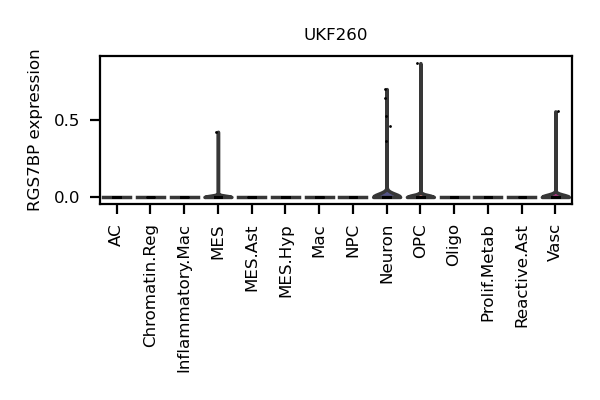 UKF260
RGS7BP expression
0.5
0.0
AC
Chromatin.Reg
Inflammatory.Mac
MES
MES.Ast
MES.Hyp
Mac
NPC
Neuron
OPC
Oligo
Prolif.Metab
Reactive.Ast
Vasc